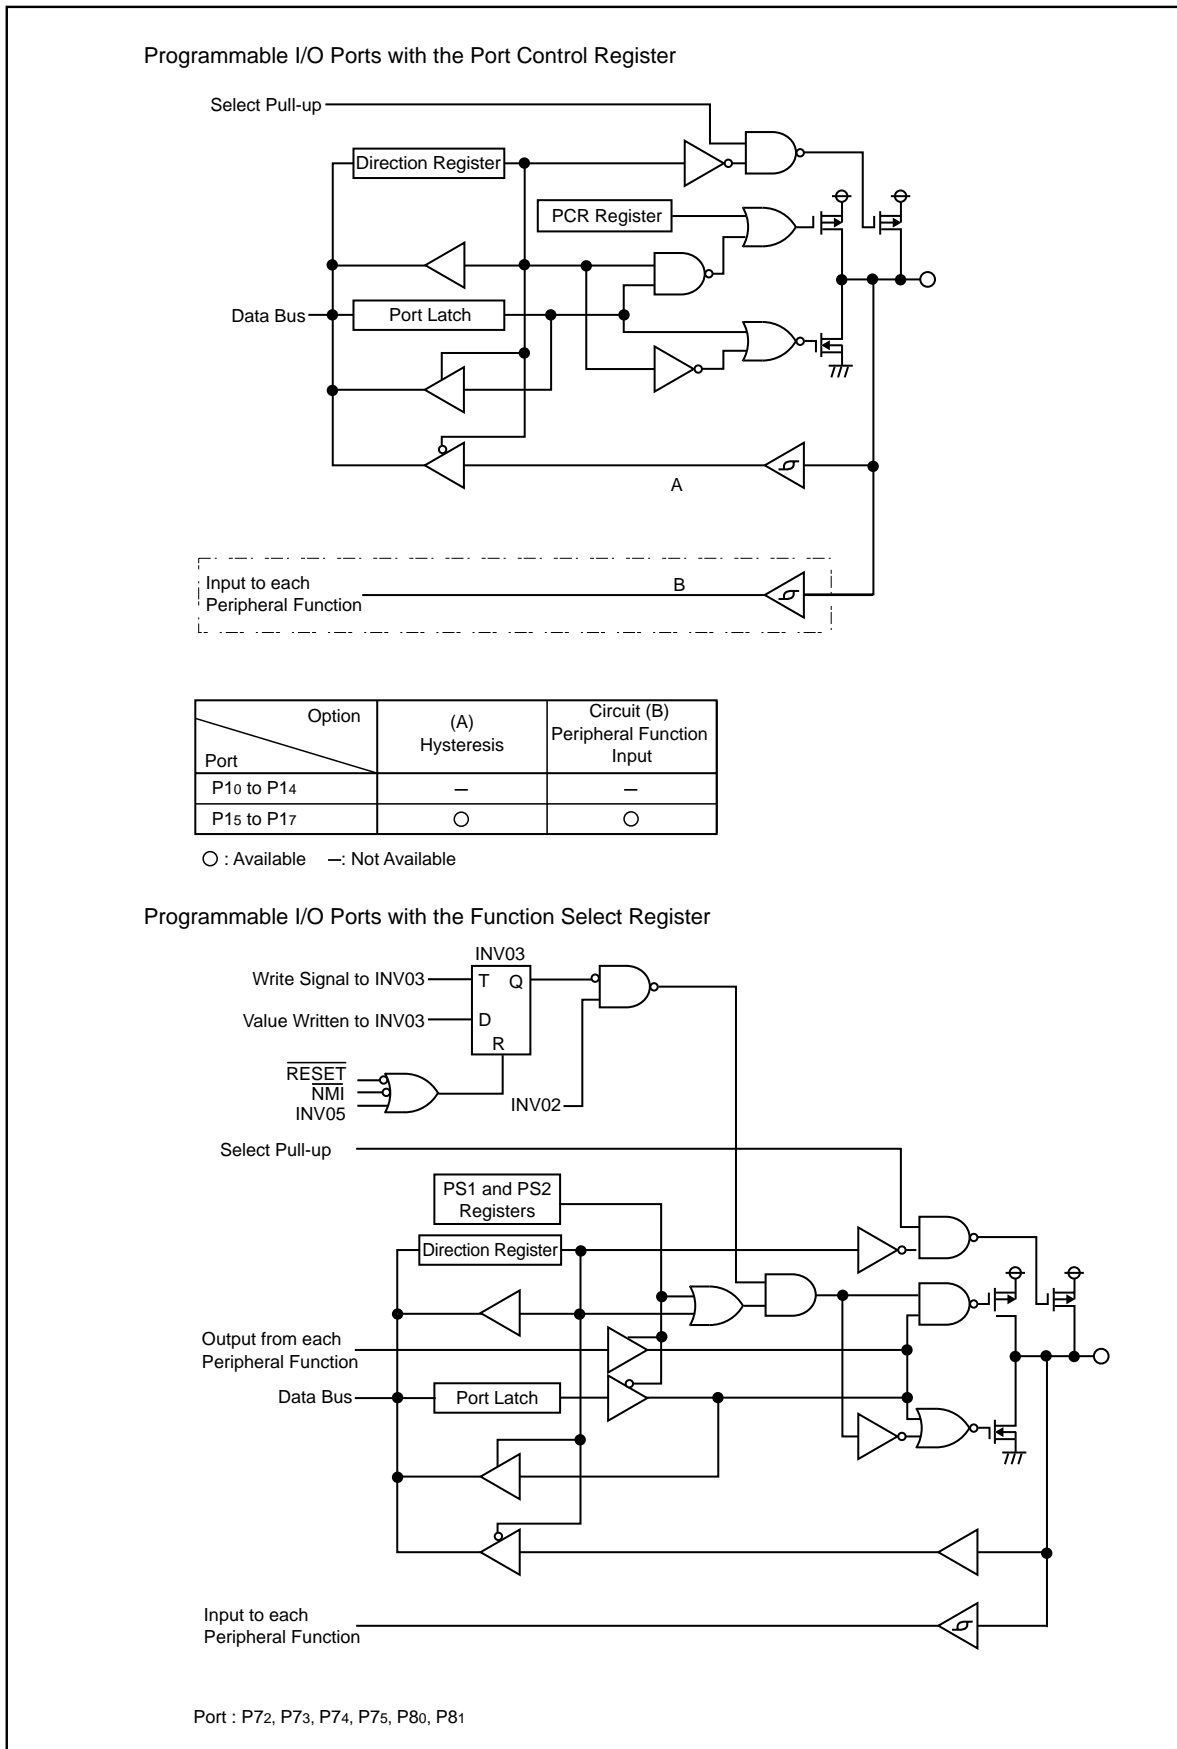 Programmable I/O Ports with the Port Control Register
Select Pull-up
Direction Register
PCR Register
Data Bus
Port Latch
A
Input to each
Peripheral Function
B
Option
Port
(A)
Hysteresis
Circuit (B)
Peripheral Function
Input
P10 to P14
–
–
P15 to P17
○
○
○ : Available –: Not Available
Programmable I/O Ports with the Function Select Register
INV03
Write Signal to INV03
T Q
Value Written to INV03
D
R
RESET
NMI
INV05
INV02
Select Pull-up
PS1 and PS2
Registers
Direction Register
Output from each
Peripheral Function
Data Bus
Port Latch
Input to each
Peripheral Function
Port : P72, P73, P74, P75, P80, P81